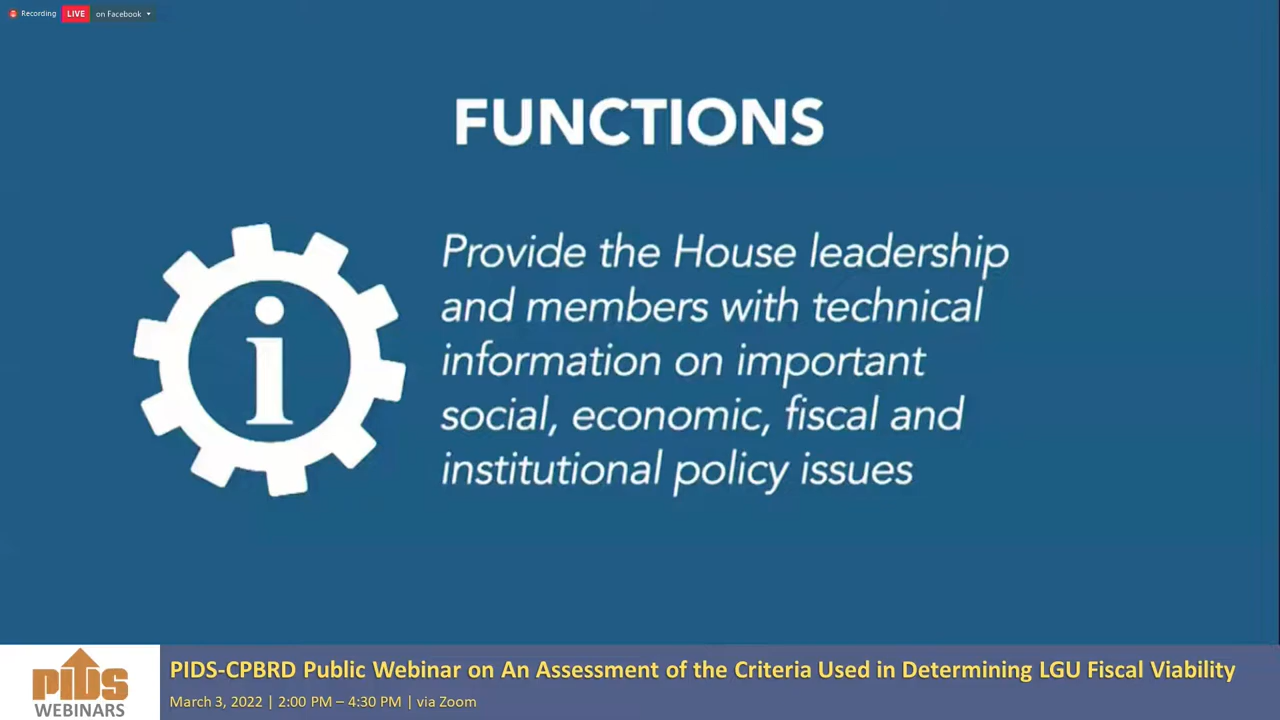 Recording LIVE on Facebook
FUNCTIONS
i
Provide the House leadership
and members with technical
information on important
social, economic, fiscal and
institutional policy issues
PIDS
WEBINARS
PIDS-CPBRD Public Webinar on An Assessment of the Criteria Used in Determining LGU Fiscal Viability
March 3, 2022 | 2:00 PM – 4:30 PM | via Zoom